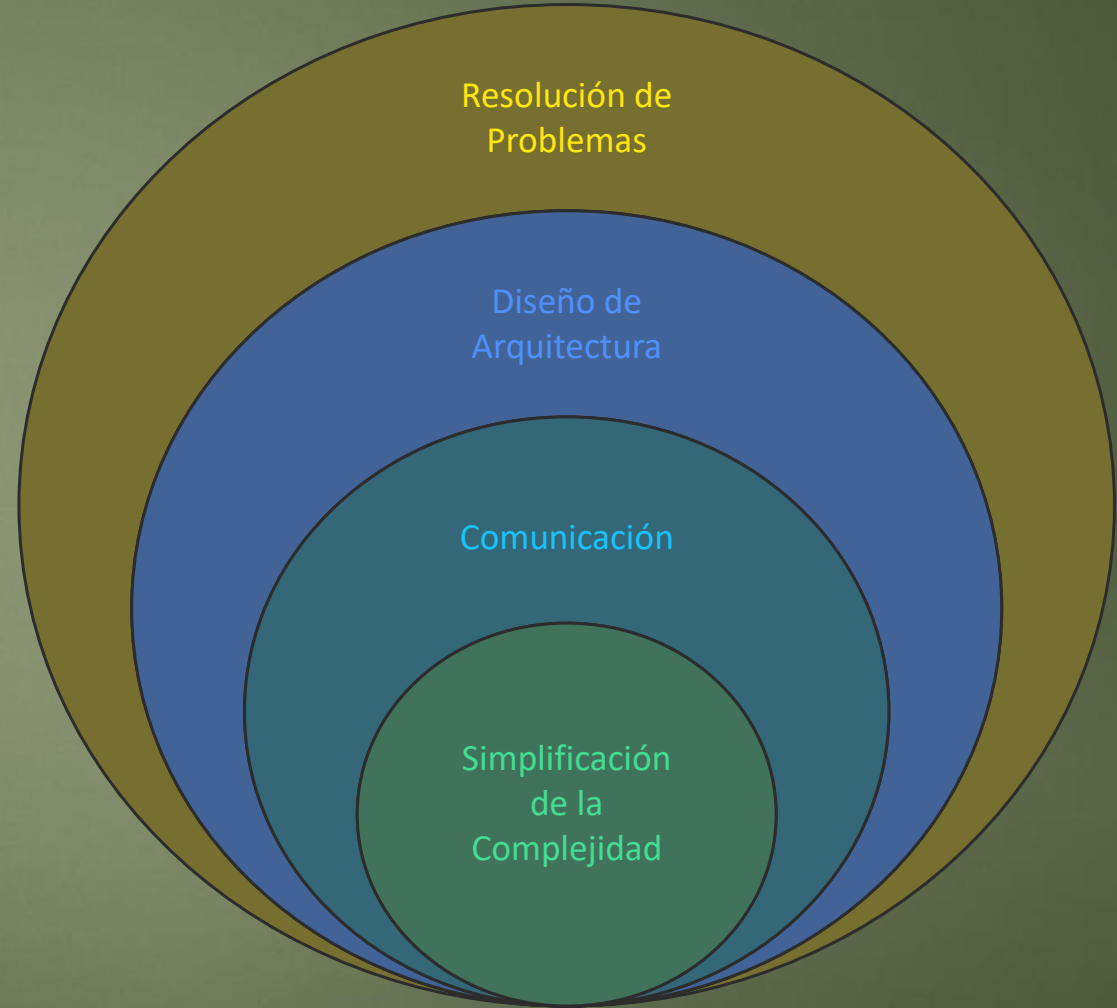 Resolución de
Problemas
Diseño de
Arquitectura
Comunicación
Simplificación
de la
Complejidad